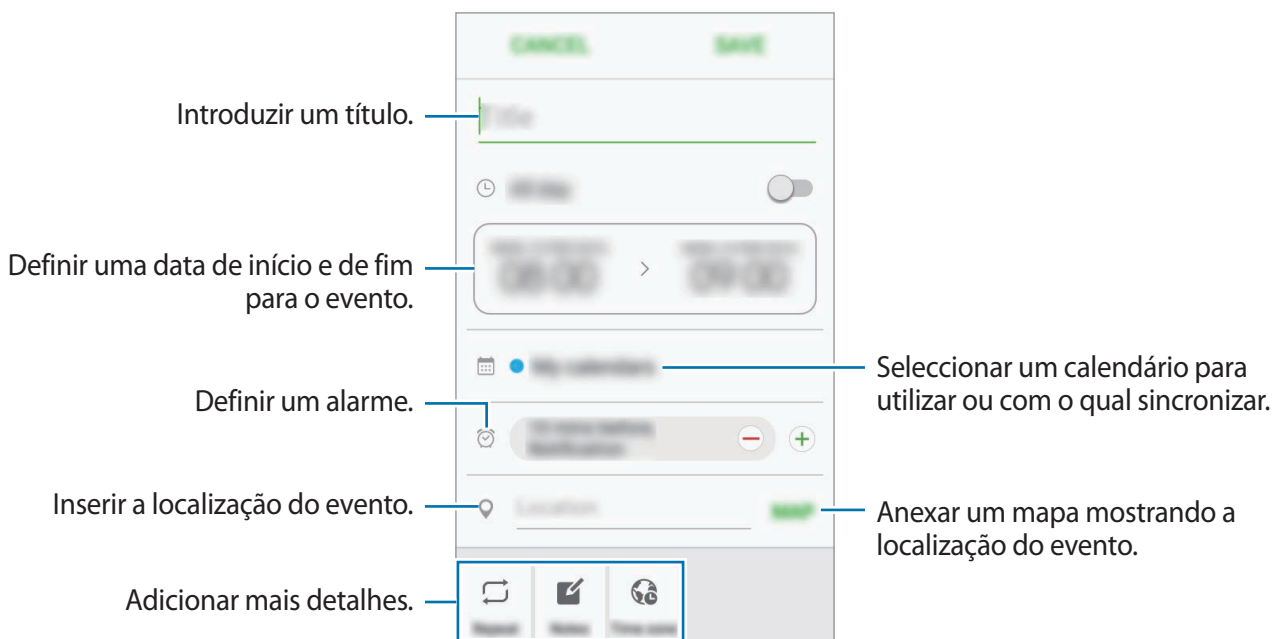 CANCEL SAVE
Introduzir um título.
Title
Definir uma data de início e de fim
para o evento.
08:00 > 09:00
My calendars
Seleccionar um calendário para
utilizar ou com o qual sincronizar.
Definir um alarme.
Inserir a localização do evento.
Location
MAP
Anexar um mapa mostrando a
localização do evento.
Adicionar mais detalhes.
Repeat Notes Time zone